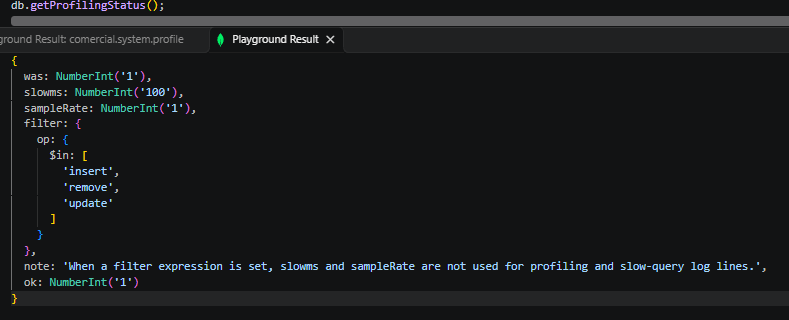 db.getProfilingStatus();
ground Result: comercial.system.profile
Playground Result
{
was: NumberInt('1'),
slowms: NumberInt('100'),
sampleRate: NumberInt('1'),
filter: {
op: {
$in: [
'insert',
'remove',
'update'
]
}
},
note: 'When a filter expression is set, slowms and sampleRate are not used for profiling and slow-query log lines.',
ok: NumberInt('1')
}